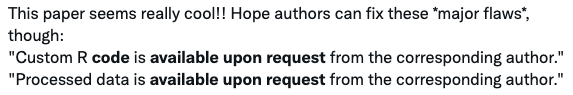 This paper seems really cool!! Hope authors can fix these *major flaws*,
though:
"Custom R code is available upon request from the corresponding author."
"Processed data is available upon request from the corresponding author."